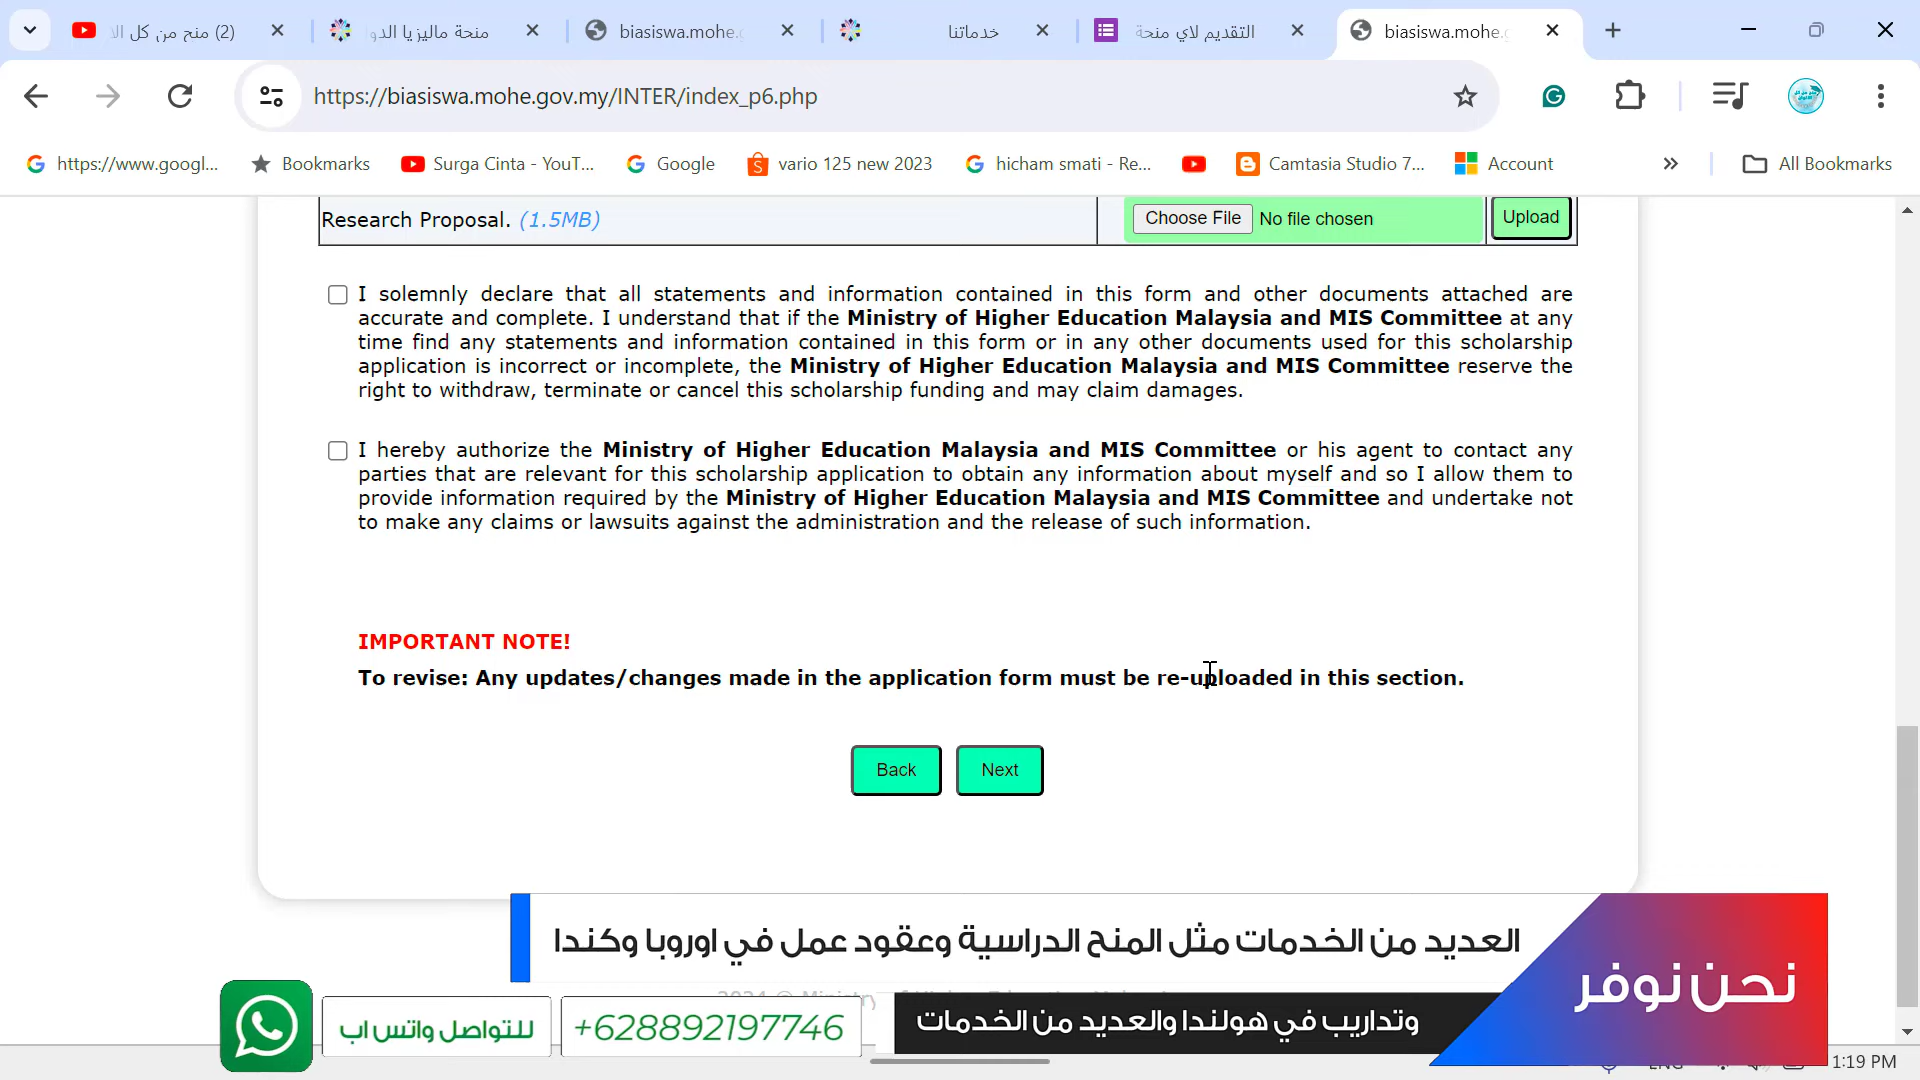 (2) منح من كل الا
منحة ماليزيا الدو
biasiswa.mohe.g
خدماتنا
التقديم لاي منحة
biasiswa.mohe.g
https://biasiswa.mohe.gov.my/INTER/index_p6.php
https://www.googl...
Bookmarks
Surga Cinta - YouT...
Google
vario 125 new 2023
hicham smati - Re...
Camtasia Studio 7...
Account
All Bookmarks
Research Proposal. (1.5MB)
Choose File No file chosen
Upload
I solemnly declare that all statements and information contained in this form and other documents attached are
accurate and complete. I understand that if the Ministry of Higher Education Malaysia and MIS Committee at any
time find any statements and information contained in this form or in any other documents used for this scholarship
application is incorrect or incomplete, the Ministry of Higher Education Malaysia and MIS Committee reserve the
right to withdraw, terminate or cancel this scholarship funding and may claim damages.
I hereby authorize the Ministry of Higher Education Malaysia and MIS Committee or his agent to contact any
parties that are relevant for this scholarship application to obtain any information about myself and so I allow them to
provide information required by the Ministry of Higher Education Malaysia and MIS Committee and undertake not
to make any claims or lawsuits against the administration and the release of such information.
IMPORTANT NOTE!
To revise: Any updates/changes made in the application form must be re-uploaded in this section.
Back
Next
العديد من الخدمات مثل المنح الدراسية وعقود عمل في اوروبا وكندا
نحن نوفر
وتداريب في هولندا والعديد من الخدمات
للتواصل واتس اب
+628892197746
1:19 PM